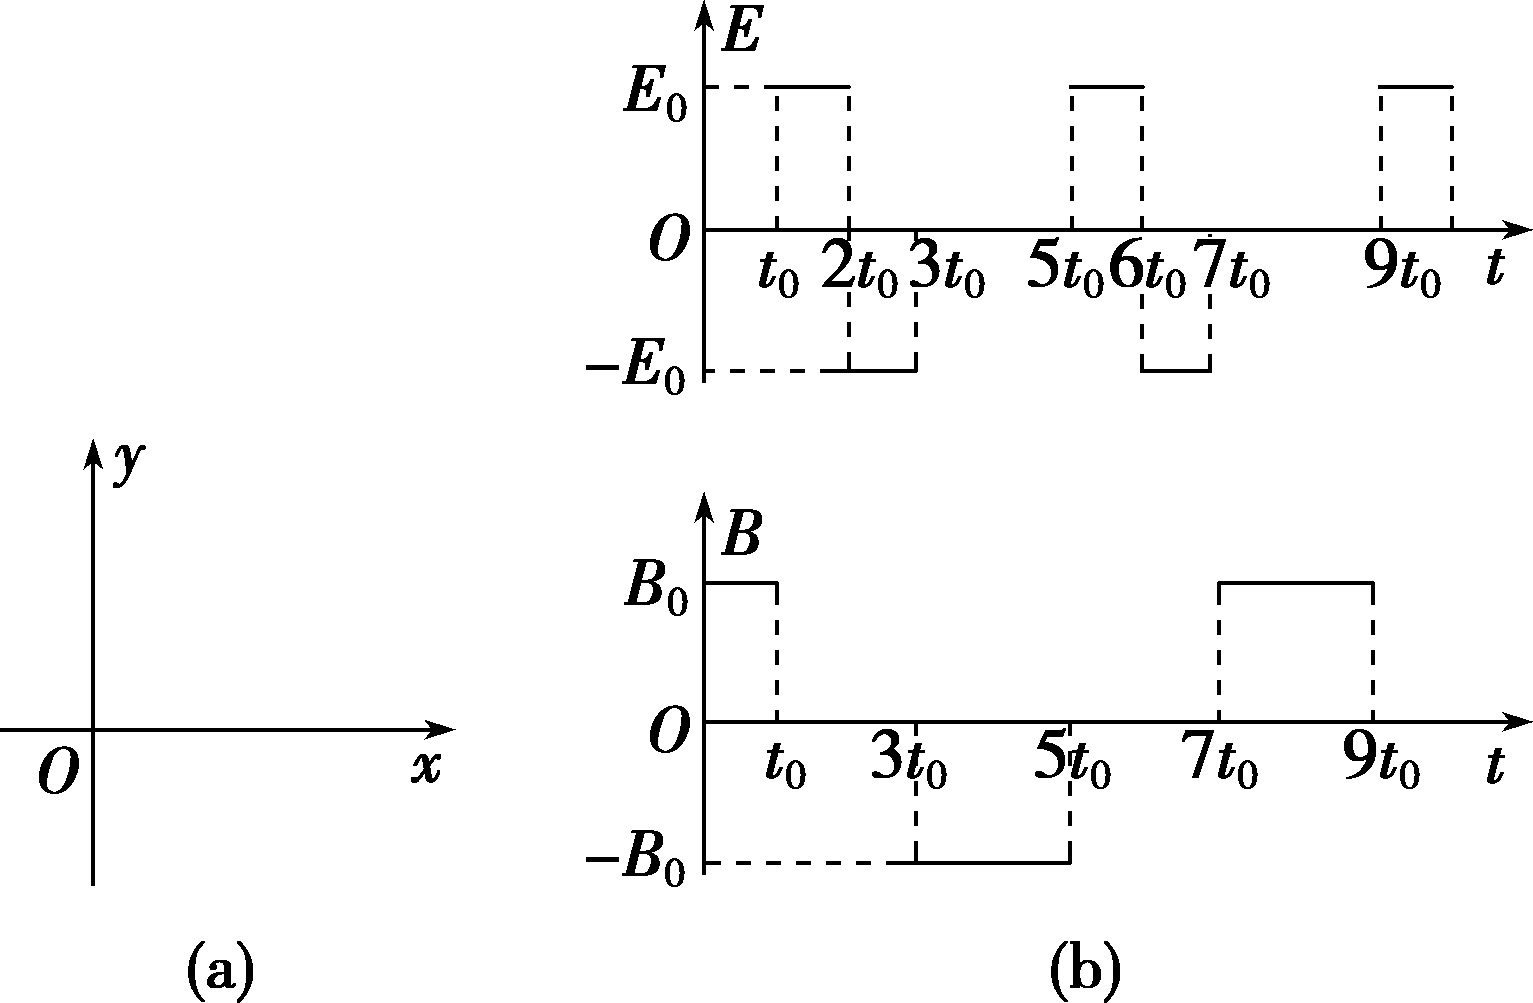 E
E₀
O
t₀ 2t₀ 3t₀ 5t₀ 6t₀ 7t₀ 9t₀ t
−E₀
y
O
x
B
B₀
O
t₀ 3t₀ 5t₀ 7t₀ 9t₀ t
−B₀
(a)
(b)